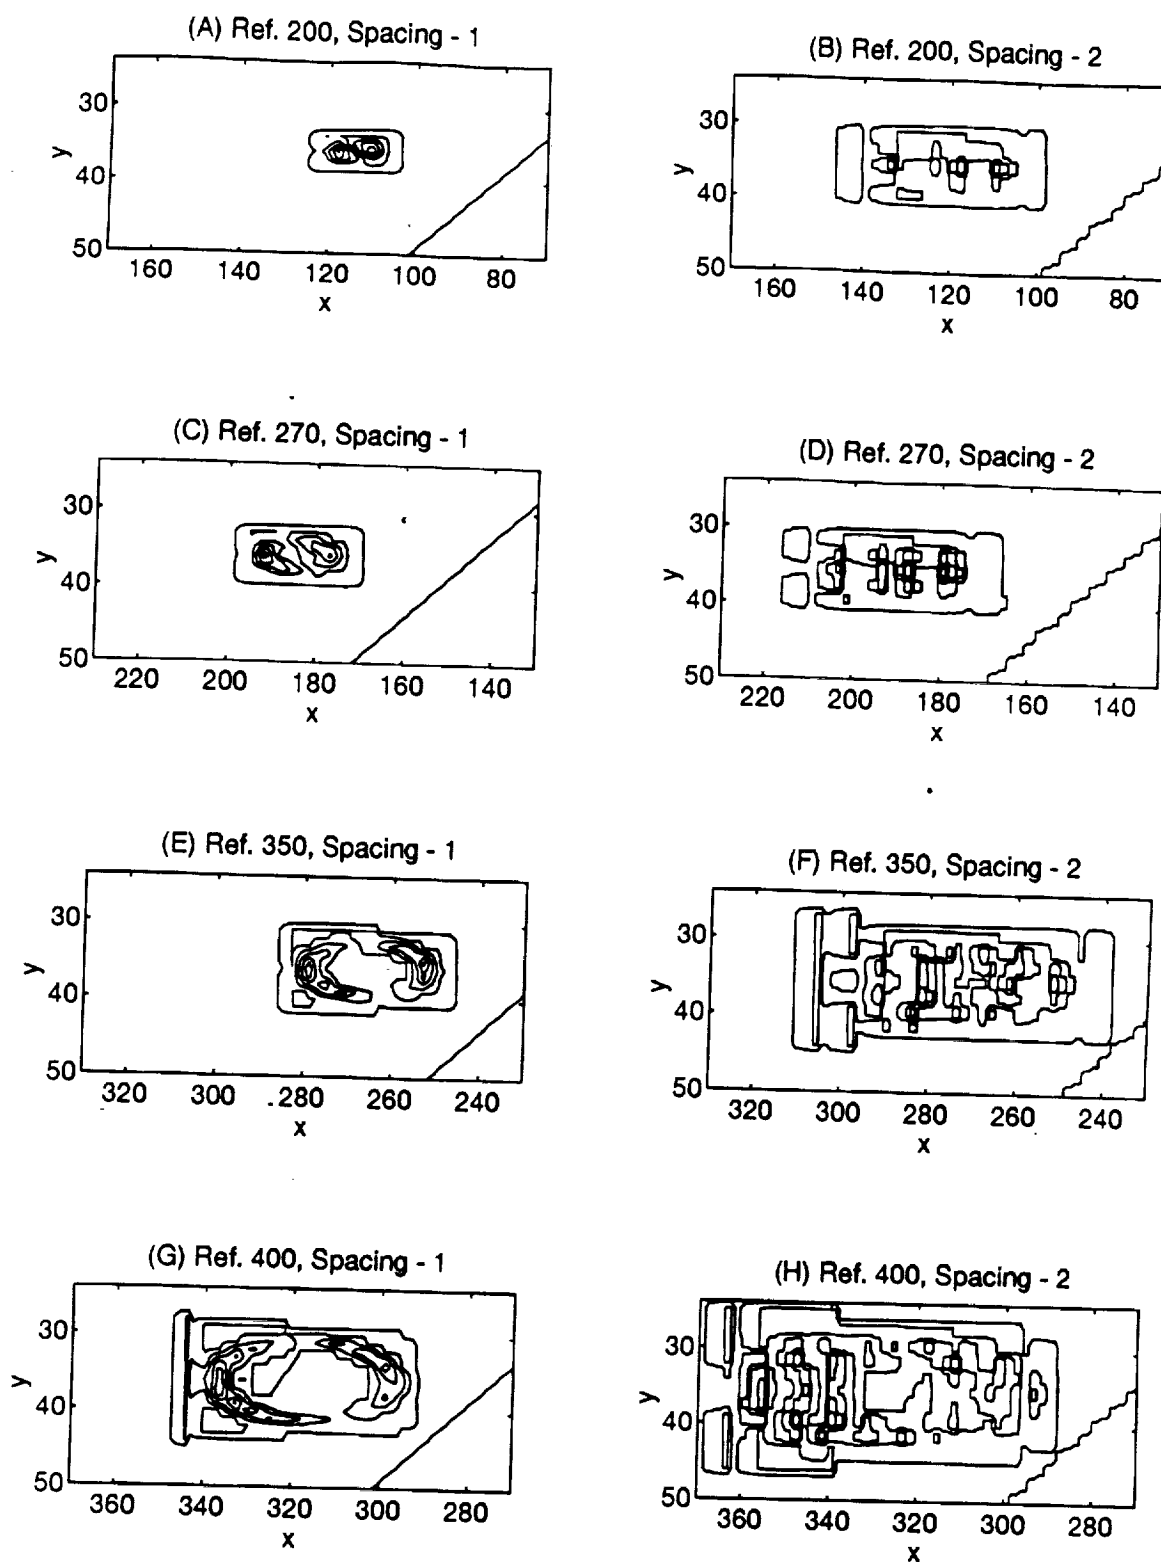 (A) Ref. 200, Spacing - 1
30
y
40
50
160 140 120 100 80
x
(B) Ref. 200, Spacing - 2
30
y
40
50
160 140 120 100 80
x
(C) Ref. 270, Spacing - 1
30
y
40
50
220 200 180 160 140
x
(D) Ref. 270, Spacing - 2
30
y
40
50
220 200 180 160 140
x
(E) Ref. 350, Spacing - 1
30
y
40
50
320 300 280 260 240
x
(F) Ref. 350, Spacing - 2
30
y
40
50
320 300 280 260 240
x
(G) Ref. 400, Spacing - 1
30
y
40
50
360 340 320 300 280
x
(H) Ref. 400, Spacing - 2
30
y
40
50
360 340 320 300 280
x